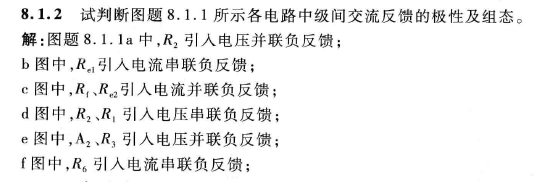 8.1.2 试判断图题 8.1.1 所示各电路中级间交流反馈的极性及组态。
解:图题 8.1.1a 中,R₂ 引入电压并联负反馈;
b 图中,Rₑ₁引入电流串联负反馈;
c 图中,R_f、Rₑ₂引入电流并联负反馈;
d 图中,R₂、R₁ 引入电压串联负反馈;
e 图中,A₂、R₃ 引入电压并联负反馈;
f 图中,R₆ 引入电流串联负反馈;